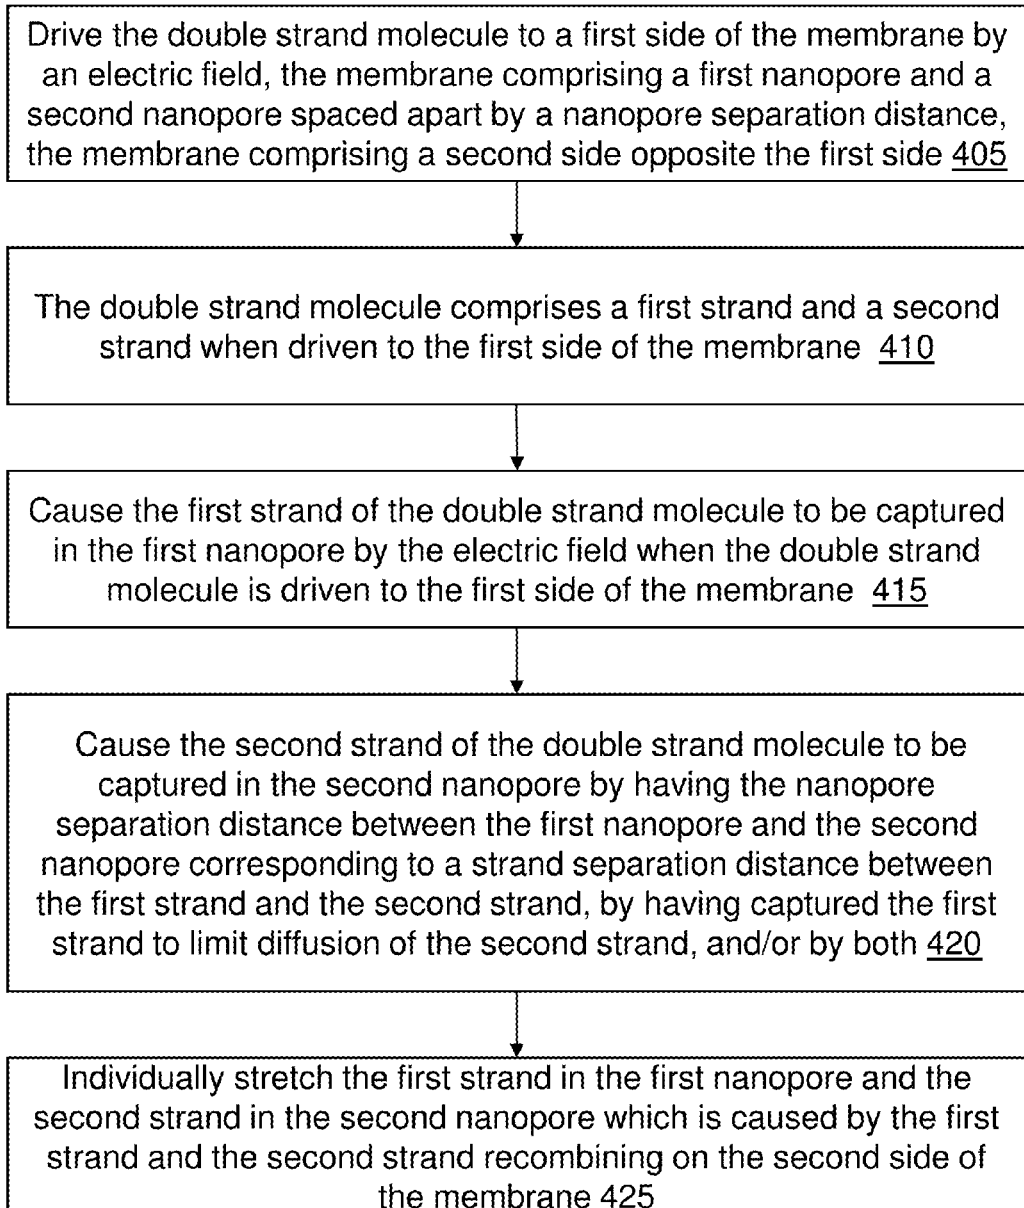 Drive the double strand molecule to a first side of the membrane by
an electric field, the membrane comprising a first nanopore and a
second nanopore spaced apart by a nanopore separation distance,
the membrane comprising a second side opposite the first side 405
The double strand molecule comprises a first strand and a second
strand when driven to the first side of the membrane 410
Cause the first strand of the double strand molecule to be captured
in the first nanopore by the electric field when the double strand
molecule is driven to the first side of the membrane 415
Cause the second strand of the double strand molecule to be
captured in the second nanopore by having the nanopore
separation distance between the first nanopore and the second
nanopore corresponding to a strand separation distance between
the first strand and the second strand, by having captured the first
strand to limit diffusion of the second strand, and/or by both 420
Individually stretch the first strand in the first nanopore and the
second strand in the second nanopore which is caused by the first
strand and the second strand recombining on the second side of
the membrane 425